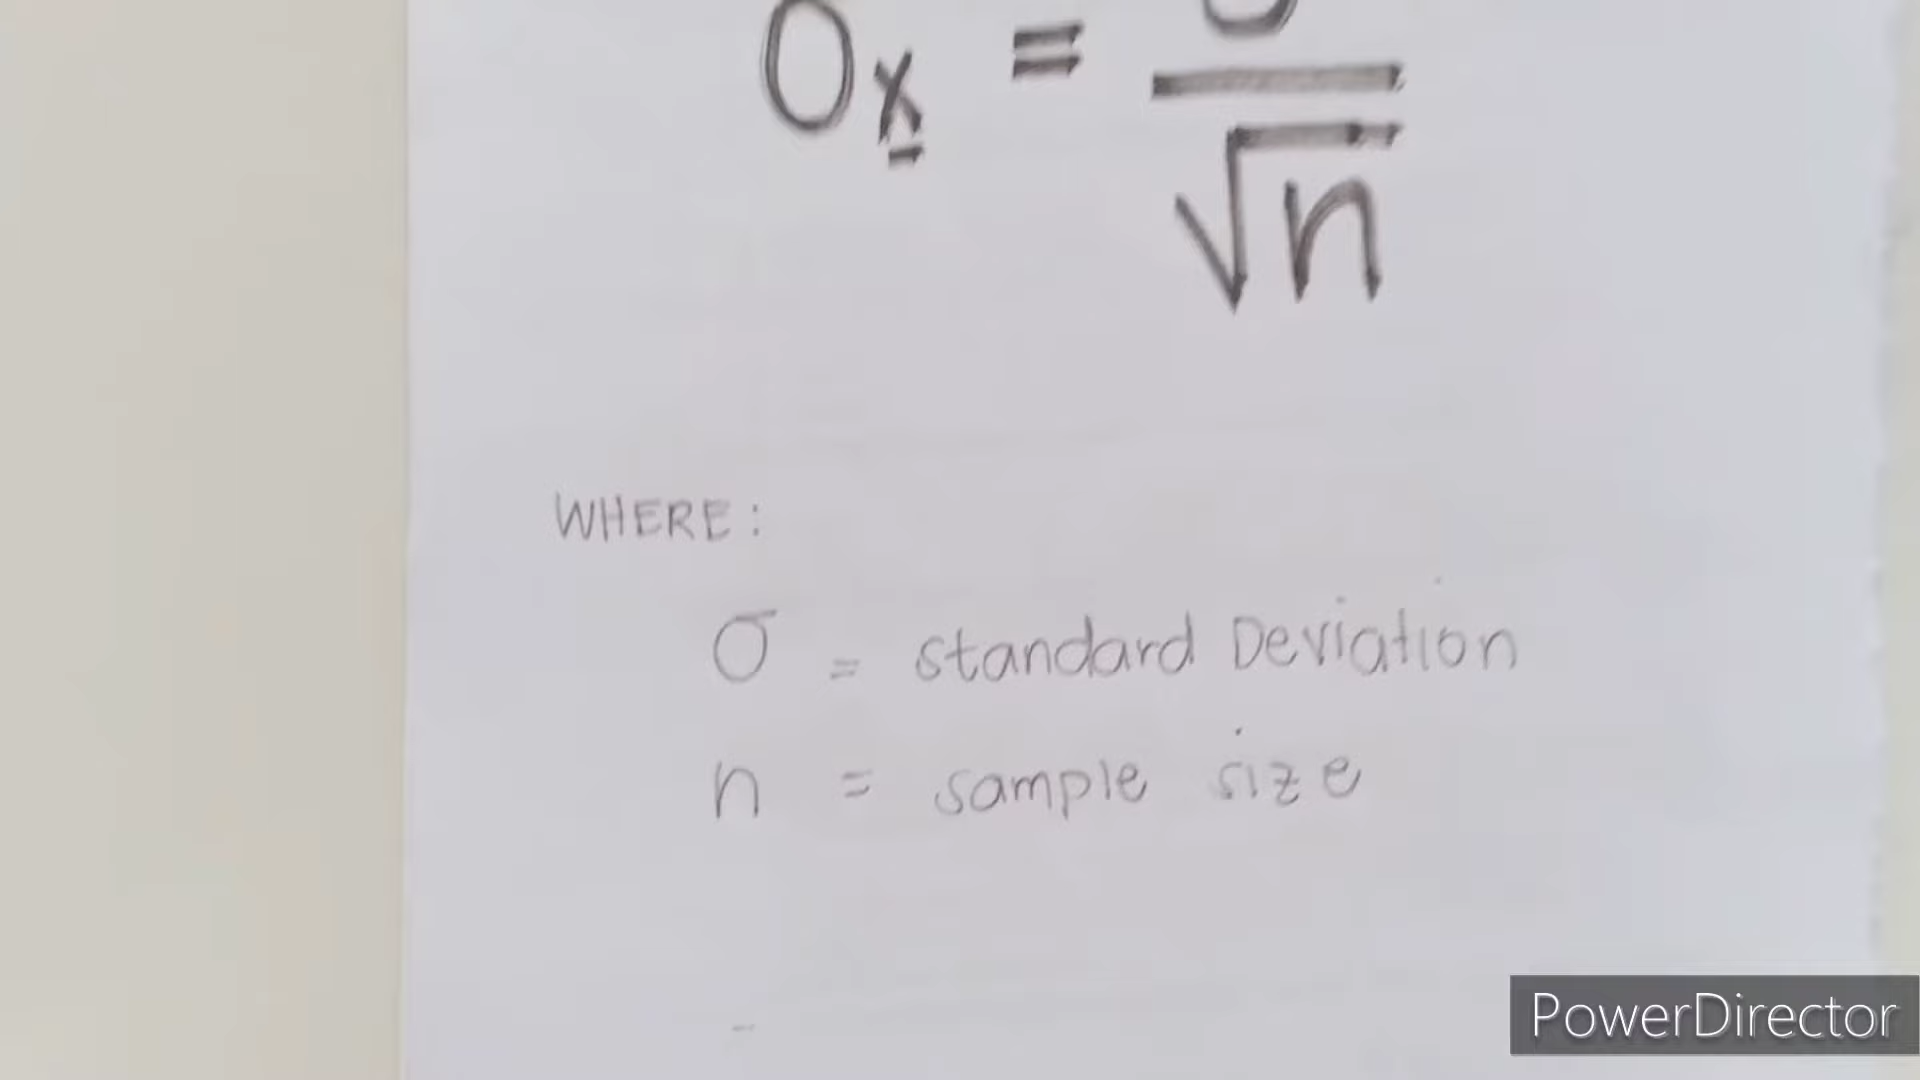 σx̲ = σ/√n
WHERE:
σ = standard Deviation
n = sample size
PowerDirector